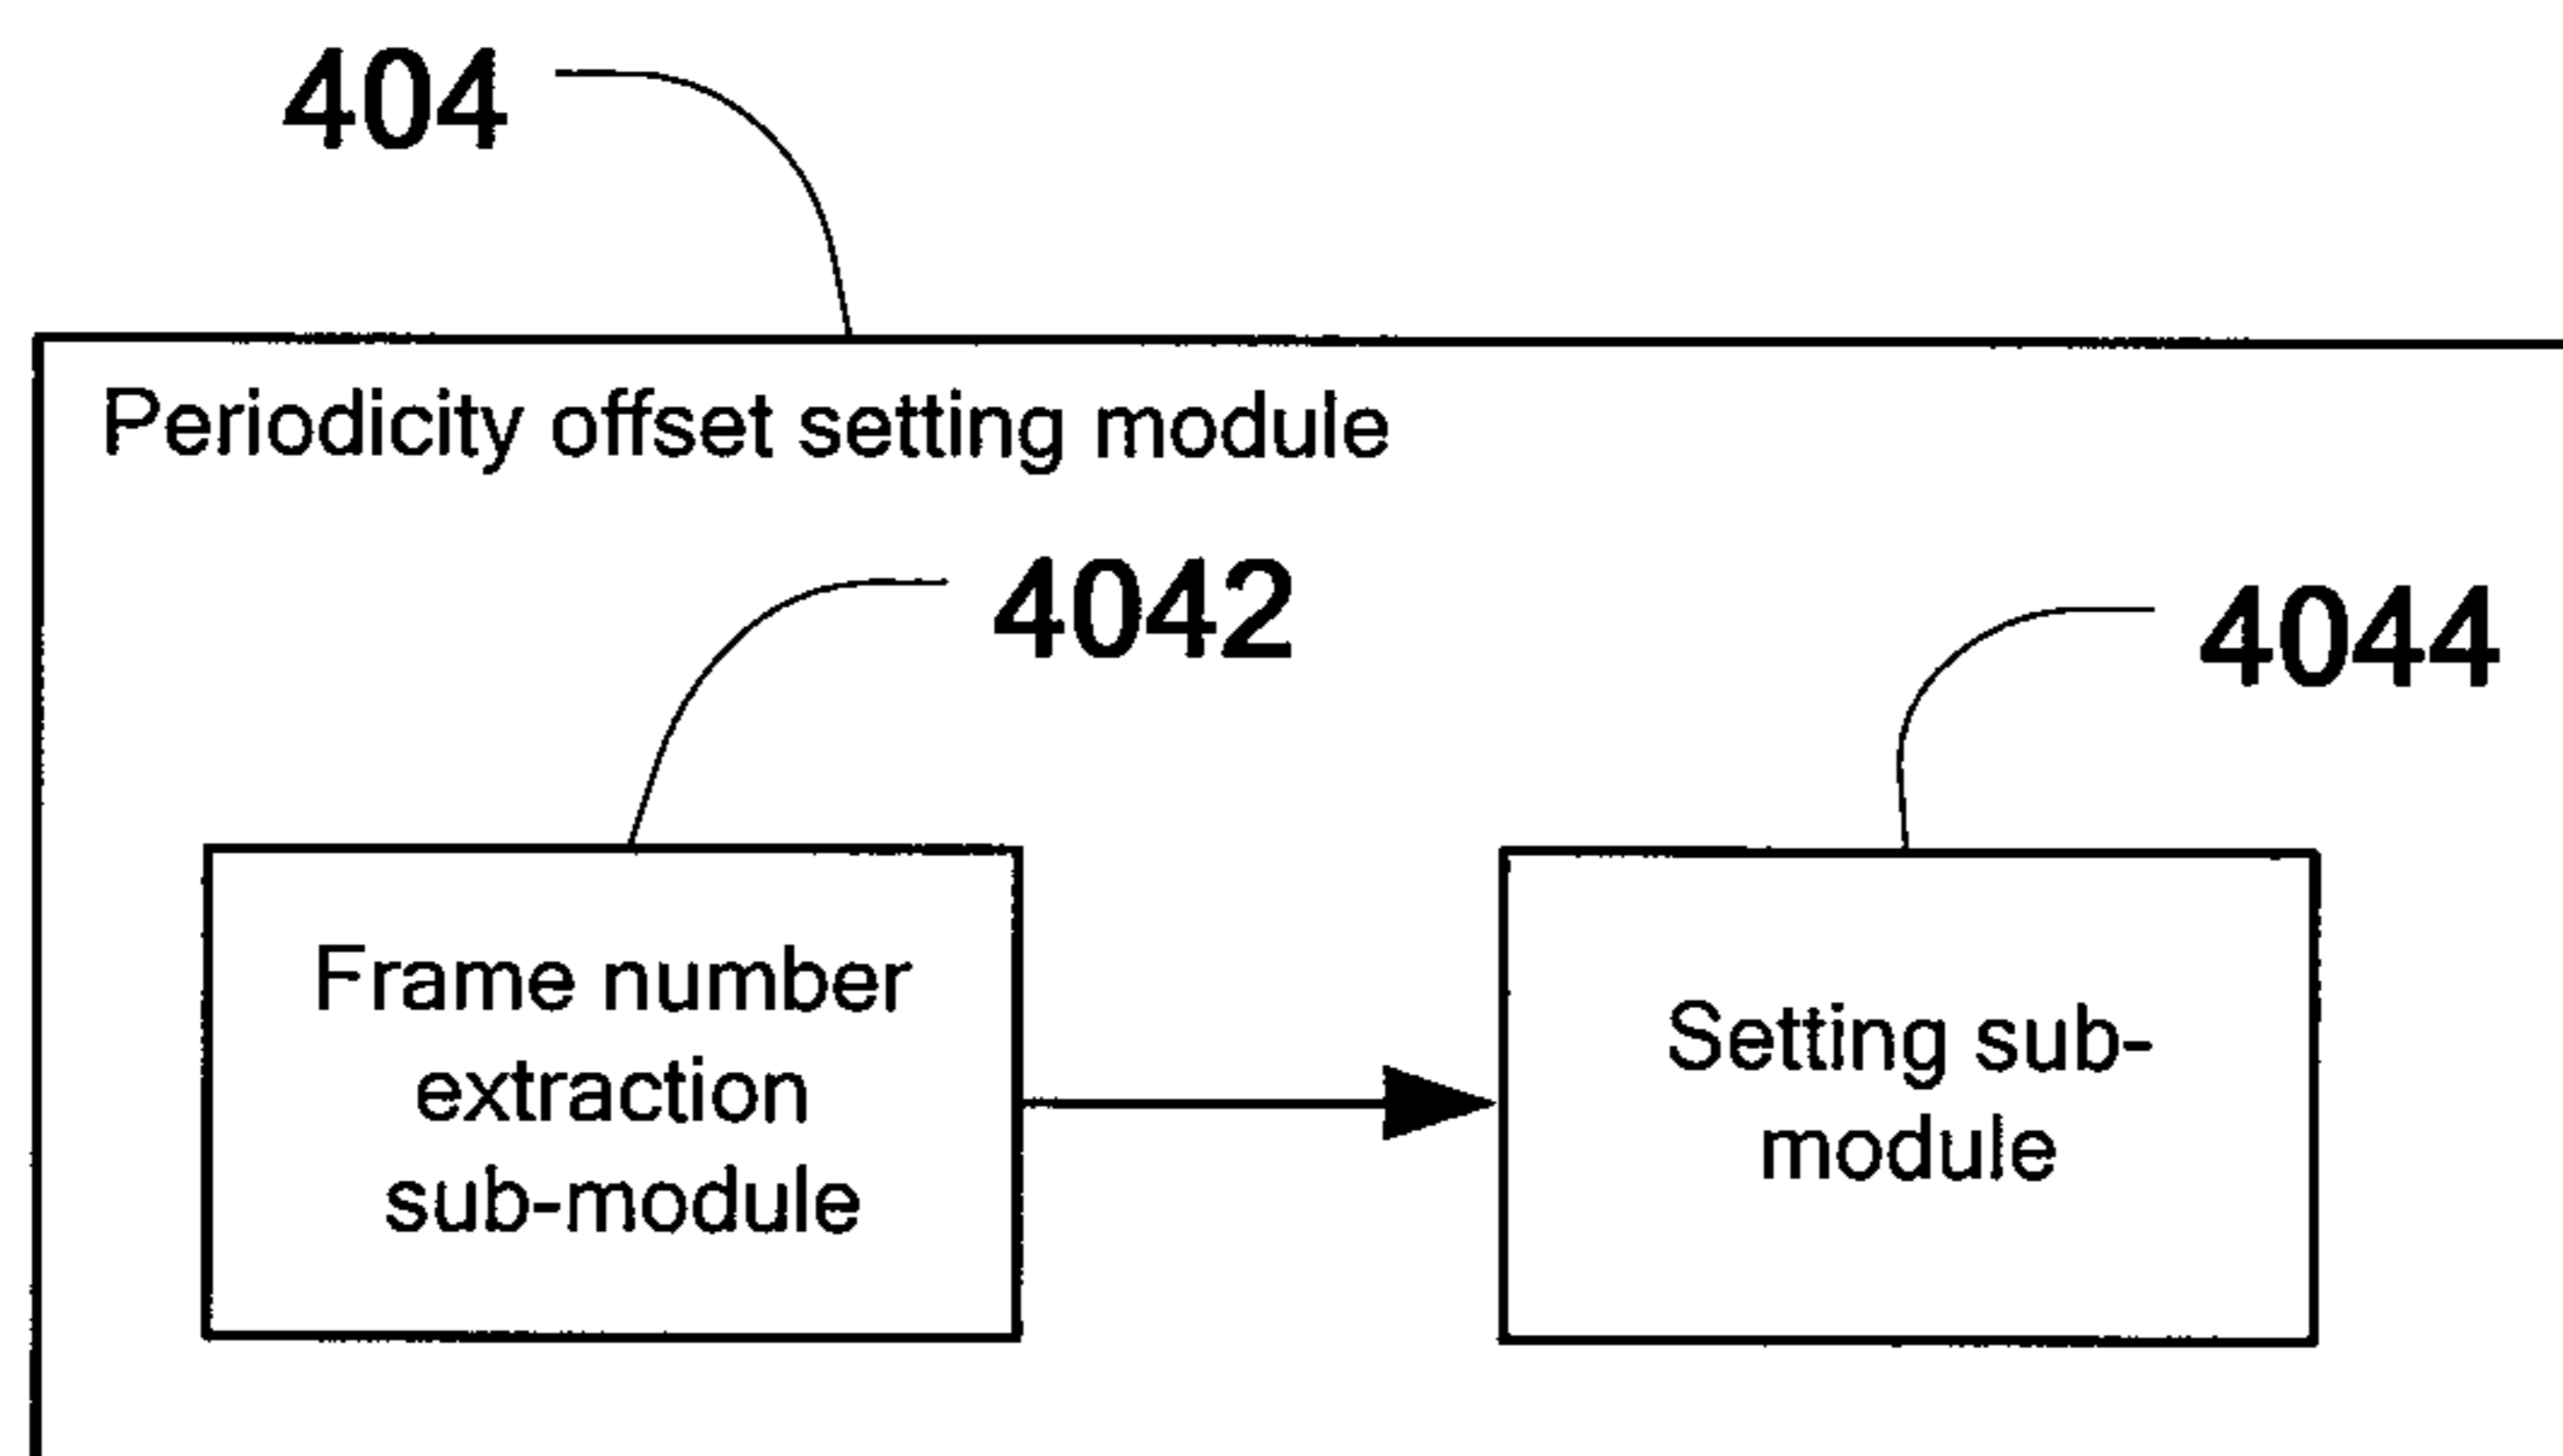 404
Periodicity offset setting module
4042
4044
Frame number
extraction
sub-module
Setting sub-
module